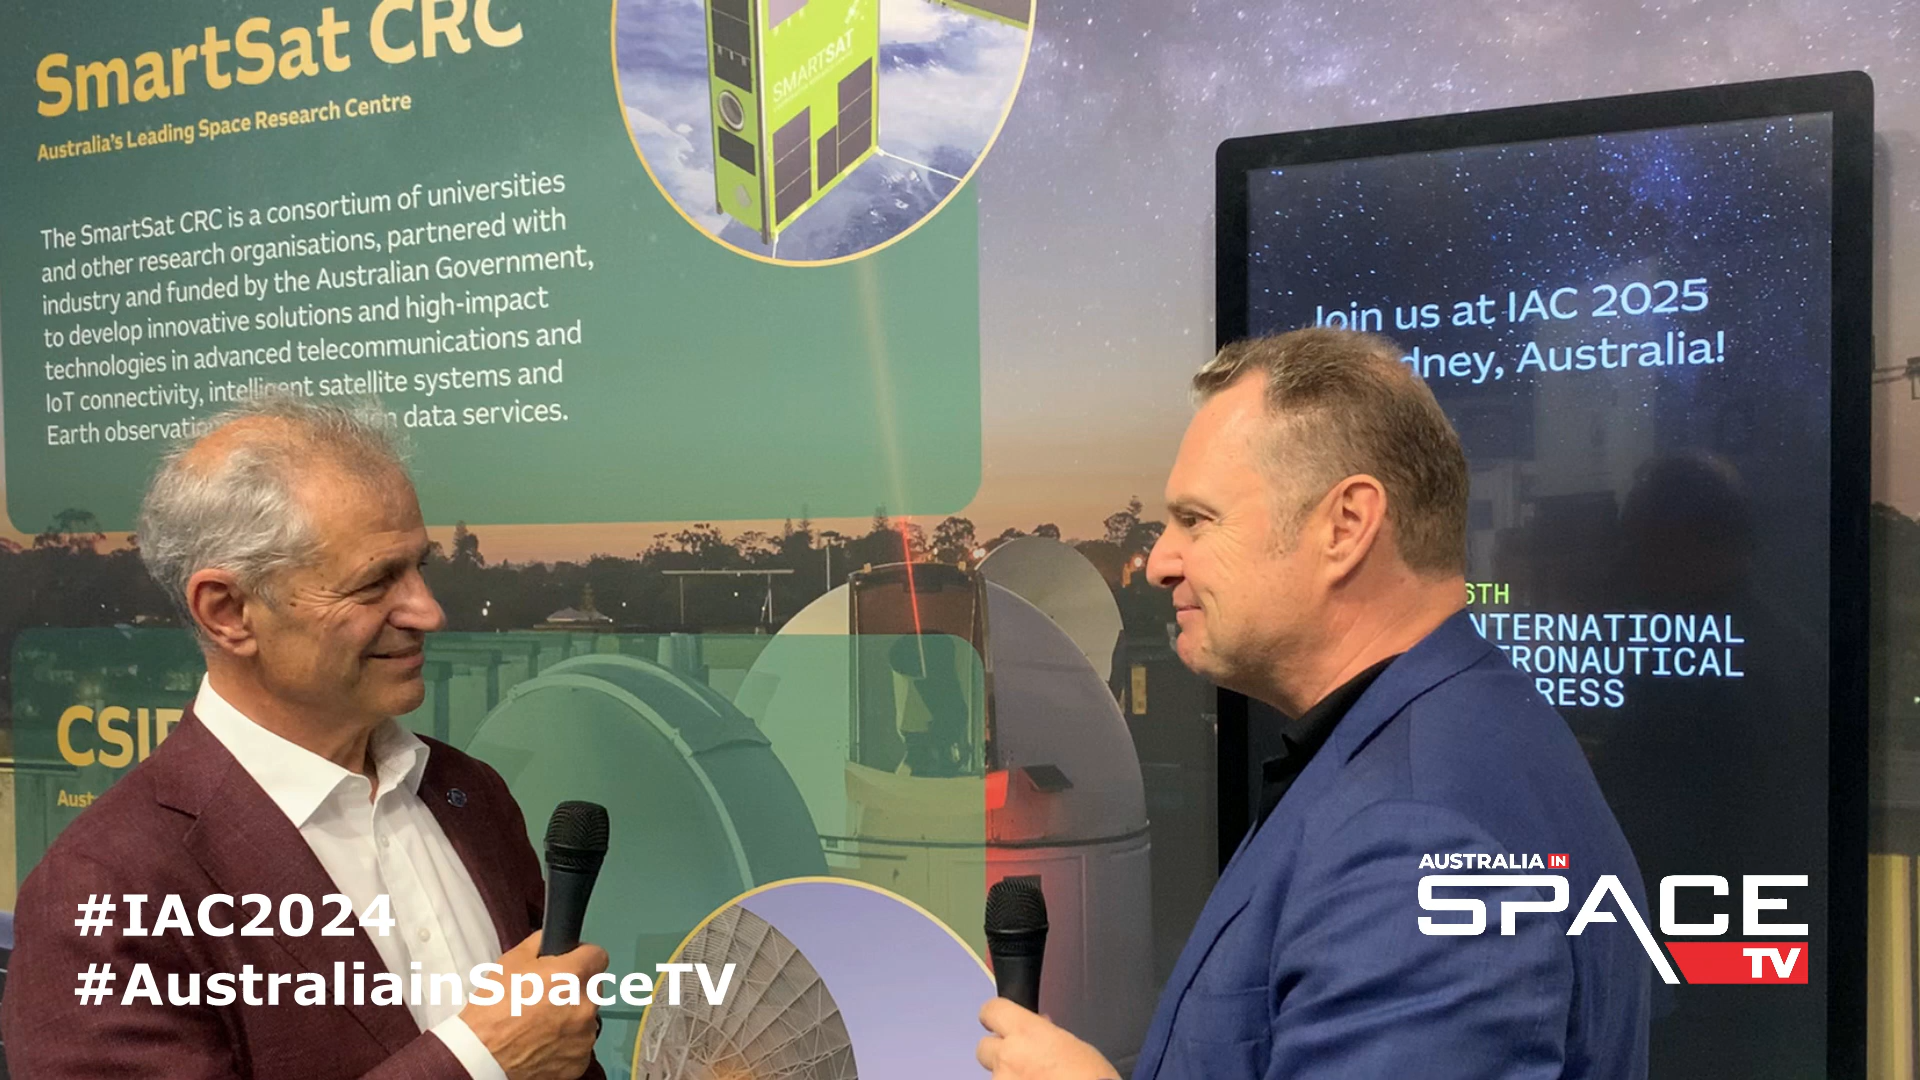 SmartSat CRC
Australia's Leading Space Research Centre
The SmartSat CRC is a consortium of universities
and other research organisations, partnered with
industry and funded by the Australian Government,
to develop innovative solutions and high-impact
technologies in advanced telecommunications and
IoT connectivity, intelligent satellite systems and
Earth data services.
SMARTSAT
Join us at IAC 2025
Australia!
INTERNATIONAL
#IAC2024
#AustraliainSpaceTV
AUSTRALIA IN
SPACE
TV